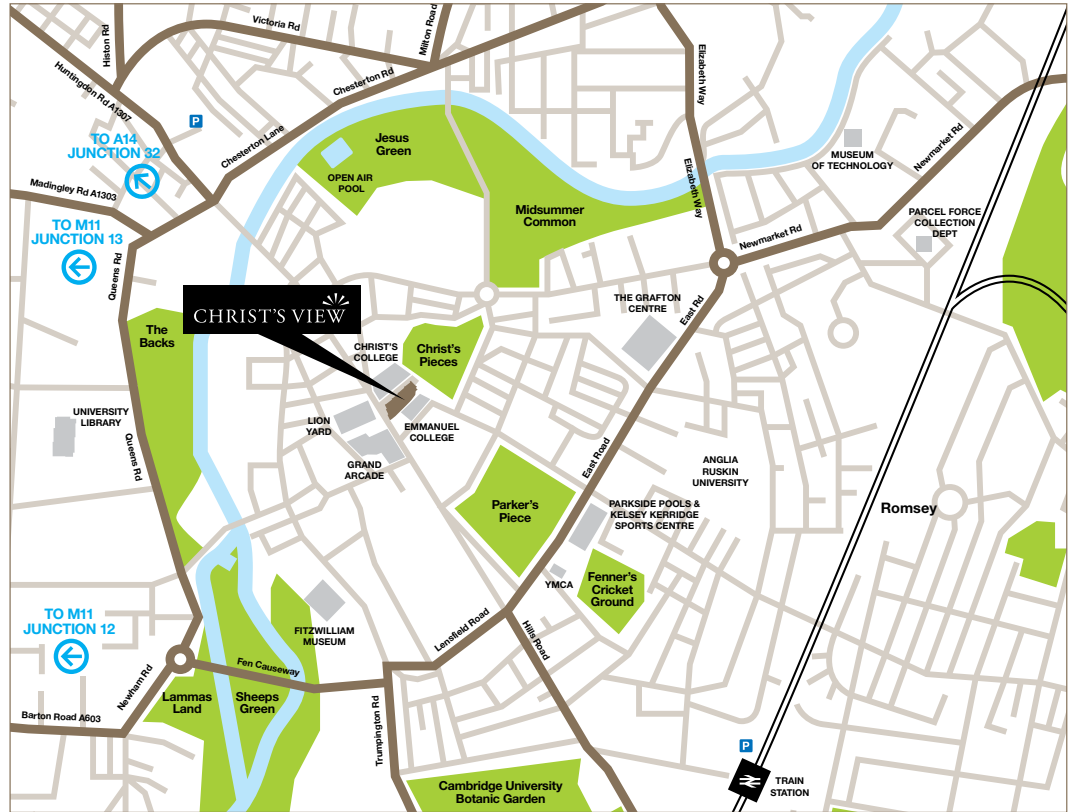 Victoria Rd
Histon Rd
Milton Road
Huntingdon Rd A1307
Chesterton Rd
Elizabeth Way
P
Chesterton Lane
TO A14
JUNCTION 32
Jesus
Green
OPEN AIR
POOL
MUSEUM
OF TECHNOLOGY
Newmarket Rd
Madingley Rd A1303
Elizabeth Way
Midsummer
Common
PARCEL FORCE
COLLECTION
DEPT
TO M11
JUNCTION 13
Queens Rd
Newmarket Rd
CHRIST'S VIEW
THE GRAFTON
CENTRE
East Rd
The
Backs
CHRIST'S
COLLEGE
Christ's
Pieces
UNIVERSITY
LIBRARY
LION
YARD
EMMANUEL
COLLEGE
Queens Rd
GRAND
ARCADE
East Road
ANGLIA
RUSKIN
UNIVERSITY
Parker's
Piece
PARKSIDE POOLS &
KELSEY KERRIDGE
SPORTS CENTRE
Romsey
YMCA
Fenner's
Cricket
Ground
TO M11
JUNCTION 12
FITZWILLIAM
MUSEUM
Lensfield Road
Hills Road
Fen Causeway
Newham Rd
Lammas
Land
Sheeps
Green
Barton Road A603
Trumpington Rd
P
Cambridge University
Botanic Garden
TRAIN
STATION